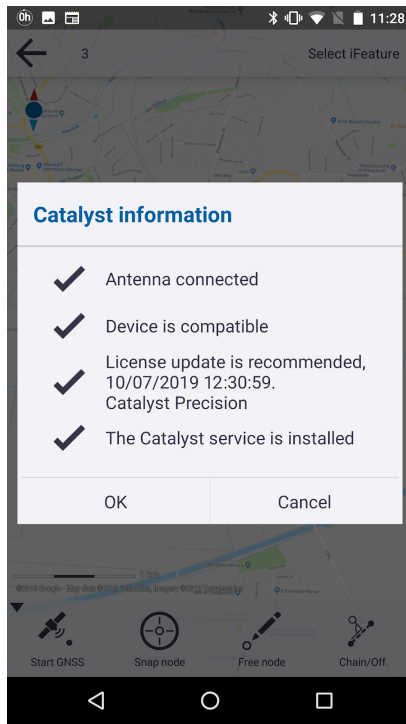 0h
11:28
3
Select iFeature
Catalyst information
Antenna connected
Device is compatible
License update is recommended,
10/07/2019 12:30:59.
Catalyst Precision
The Catalyst service is installed
OK
Cancel
Start GNSS
Snap node
Free node
Chain/Off.